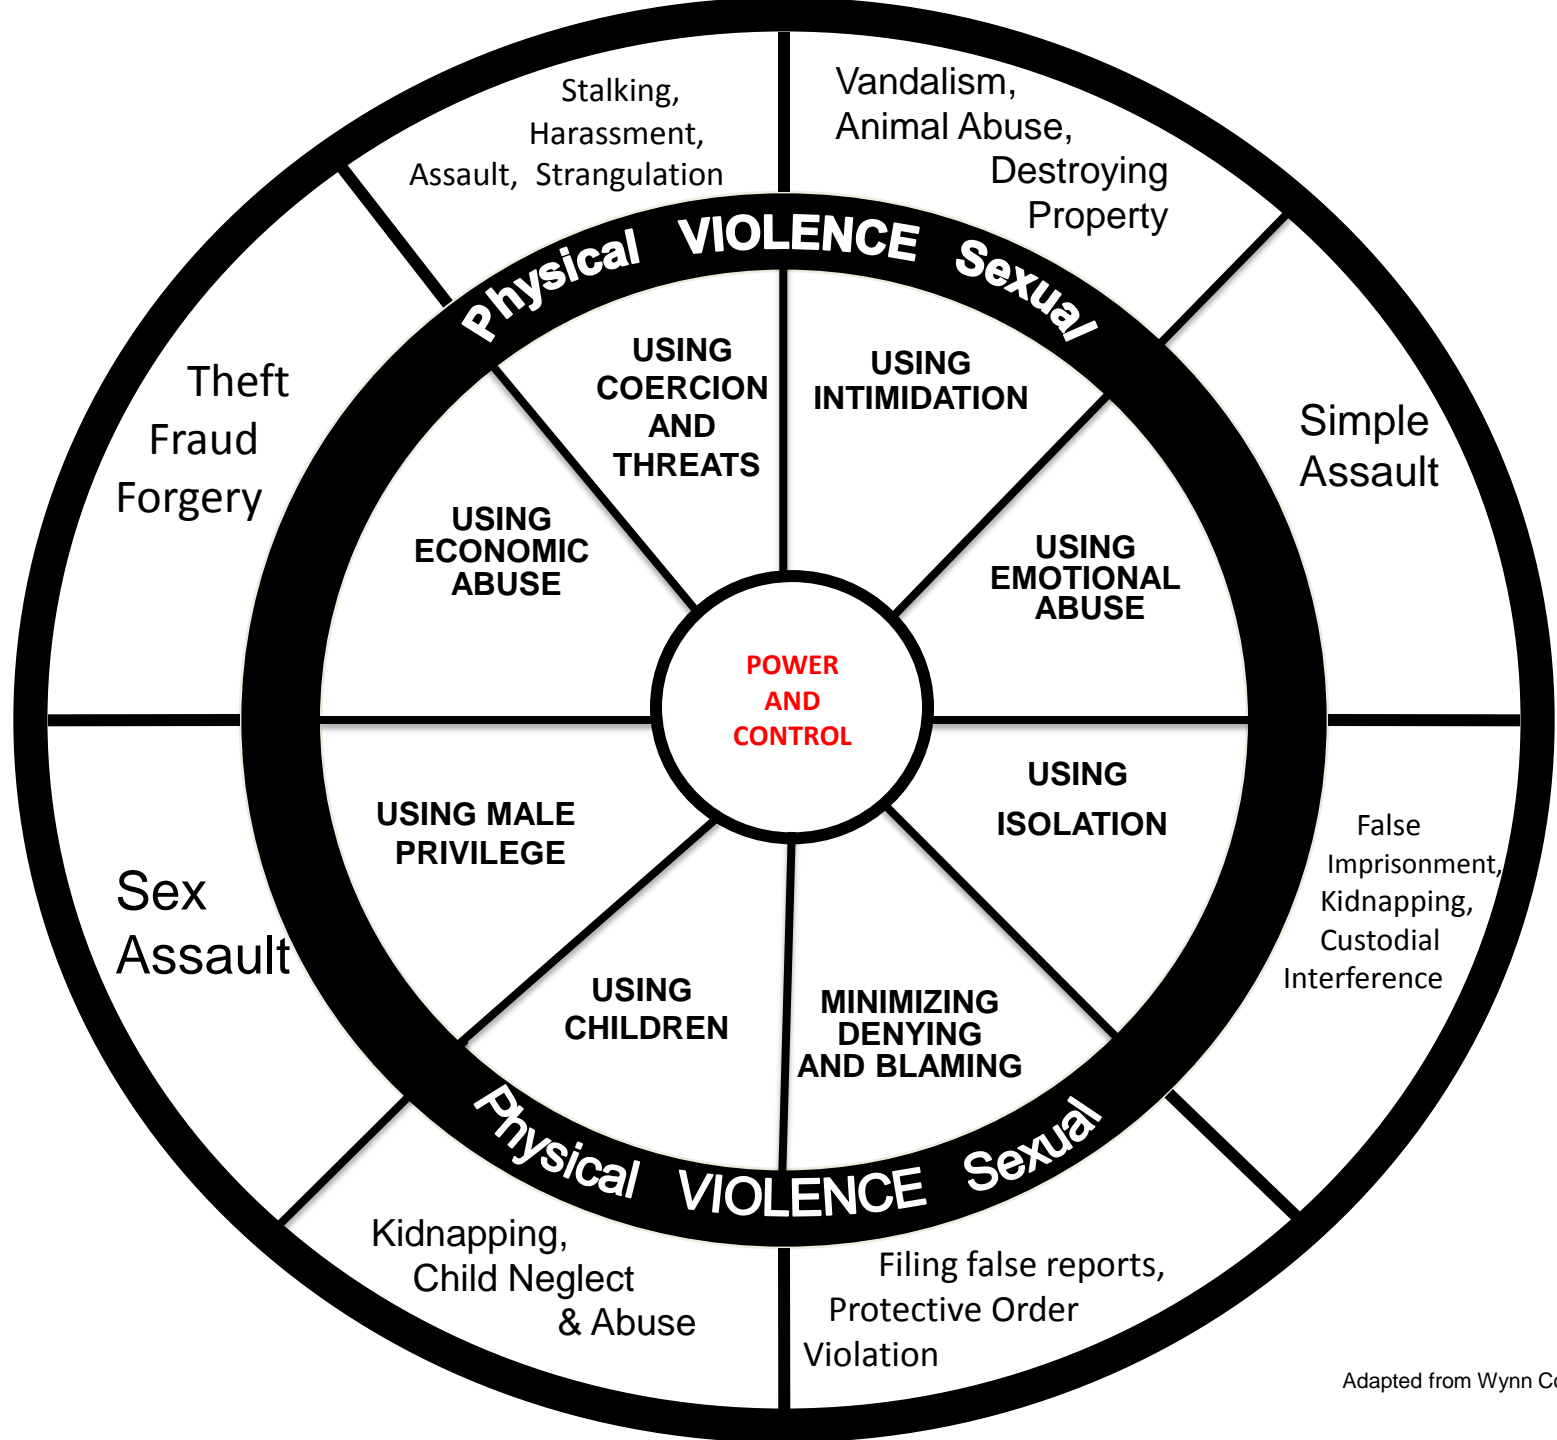 Stalking,
Harassment,
Assault, Strangulation
Vandalism,
Animal Abuse,
Destroying
Property
Physical VIOLENCE Sexual
Theft
Fraud
Forgery
USING
COERCION
AND
THREATS
USING
INTIMIDATION
Simple
Assault
USING
ECONOMIC
ABUSE
USING
EMOTIONAL
ABUSE
POWER
AND
CONTROL
USING MALE
PRIVILEGE
USING
ISOLATION
Sex
Assault
False
Imprisonment,
Kidnapping,
Custodial
Interference
USING
CHILDREN
MINIMIZING
DENYING
AND BLAMING
Physical VIOLENCE Sexual
Kidnapping,
Child Neglect
& Abuse
Filing false reports,
Protective Order
Violation
Adapted from Wynn